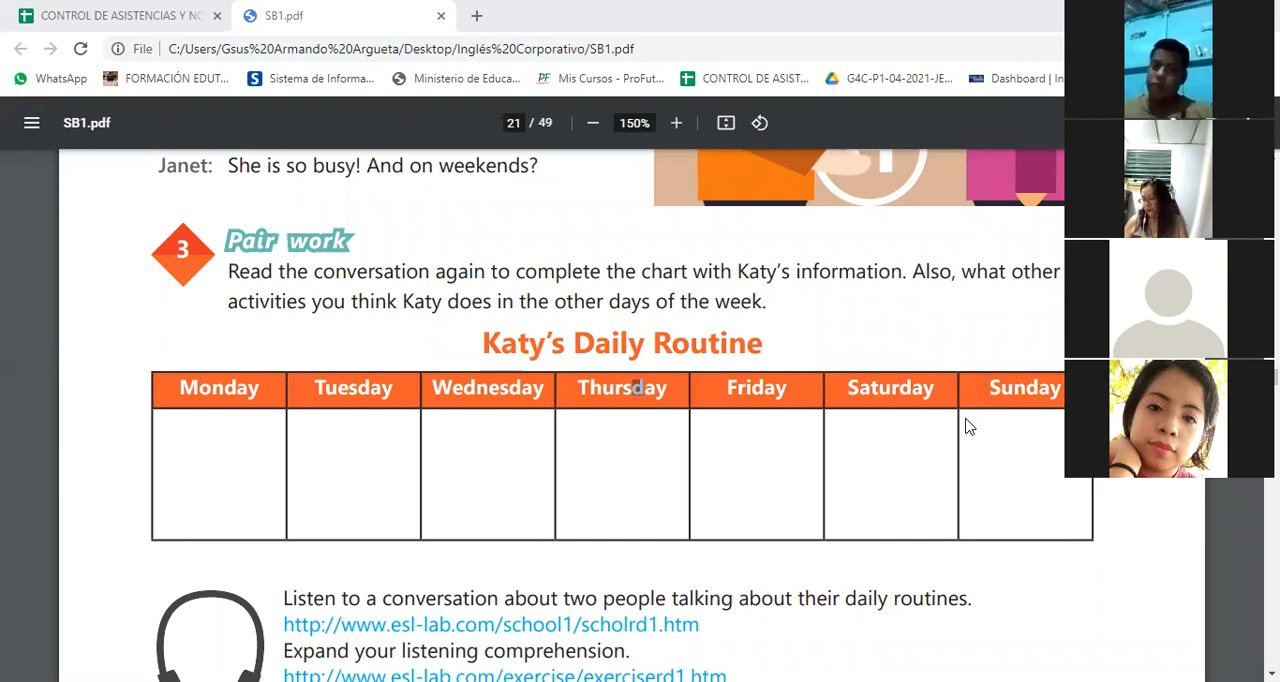 CONTROL DE ASISTENCIAS Y NO
SB1.pdf
File
C:/Users/Gsus%20Armando%20Argueta/Desktop/Inglés%20Corporativo/SB1.pdf
WhatsApp
FORMACIÓN EDUT...
Sistema de Informa...
Ministerio de Educa...
Mis Cursos - ProFut...
CONTROL DE ASIST...
G4C-P1-04-2021-JE...
Dashboard | In
SB1.pdf
21 / 49
150%
Janet: She is so busy! And on weekends?
3
Pair work
Read the conversation again to complete the chart with Katy's information. Also, what other
activities you think Katy does in the other days of the week.
Katy's Daily Routine
Monday Tuesday Wednesday Thursday Friday Saturday Sunday
Listen to a conversation about two people talking about their daily routines.
http://www.esl-lab.com/school1/scholrd1.htm
Expand your listening comprehension.
http://www.esl-lab.com/exercise/exerciserd1.htm